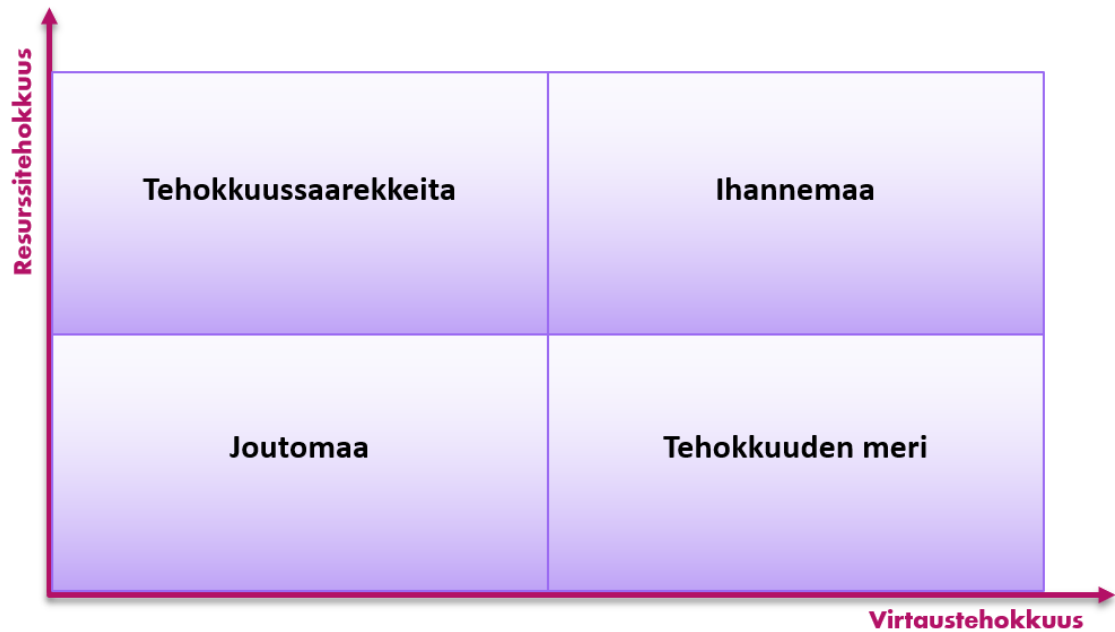 Resurssitehokkuus
Tehokkuussaarekkeita
Ihannemaa
Joutomaa
Tehokkuuden meri
Virtaustehokkuus